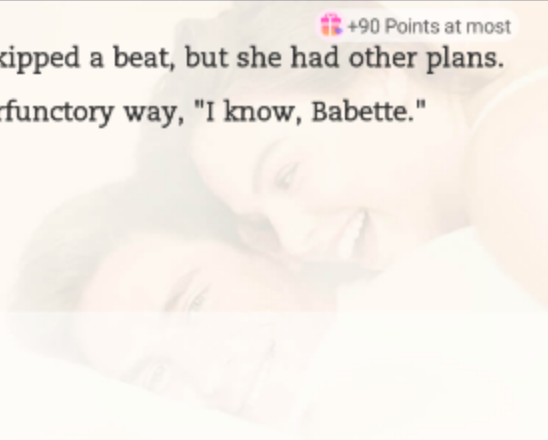 +90 Points at most
kipped a beat, but she had other plans.
rfunctory way, "I know, Babette."